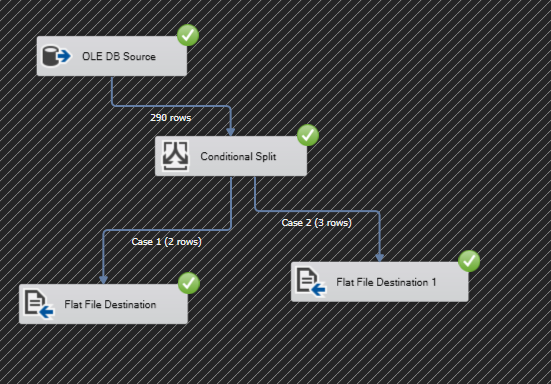 OLE DB Source
290 rows
Conditional Split
Case 2 (3 rows)
Case 1 (2 rows)
Flat File Destination 1
Flat File Destination